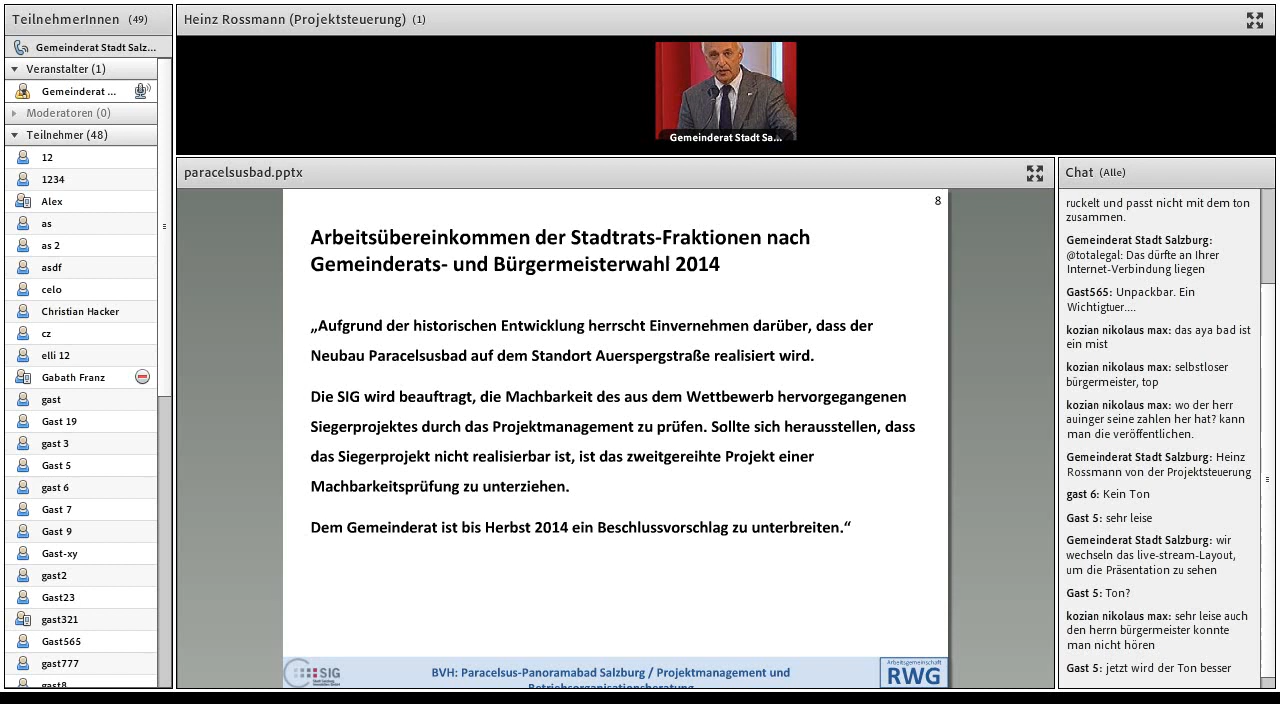 TeilnehmerInnen (49)
Gemeinderat Stadt Salz...
Veranstalter (1)
Gemeinderat ...
Moderatoren (0)
Teilnehmer (48)
12
1234
Alex
as
as 2
asdf
celo
Christian Hacker
cz
elli 12
Gabath Franz
gast
Gast 19
gast 3
Gast 5
gast 6
Gast 7
Gast 9
Gast-xy
gast2
Gast23
gast321
Gast565
gast777
gast8
Heinz Rossmann (Projektsteuerung) (1)
Gemeinderat Stadt Sa...
paracelsusbad.pptx
8
Arbeitsübereinkommen der Stadtrats-Fraktionen nach
Gemeinderats- und Bürgermeisterwahl 2014
„Aufgrund der historischen Entwicklung herrscht Einvernehmen darüber, dass der
Neubau Paracelsusbad auf dem Standort Auerspergstraße realisiert wird.
Die SIG wird beauftragt, die Machbarkeit des aus dem Wettbewerb hervorgegangenen
Siegerprojektes durch das Projektmanagement zu prüfen. Sollte sich herausstellen, dass
das Siegerprojekt nicht realisierbar ist, ist das zweitgereihte Projekt einer
Machbarkeitsprüfung zu unterziehen.
Dem Gemeinderat ist bis Herbst 2014 ein Beschlussvorschlag zu unterbreiten.“
SIG
BVH: Paracelsus-Panoramabad Salzburg / Projektmanagement und
Betriebsorganisationsberatung
Arbeitsgemeinschaft
RWG
Chat (Alle)
ruckelt und passt nicht mit dem ton
zusammen.
Gemeinderat Stadt Salzburg:
@totalegal: Das dürfte an Ihrer
Internet-Verbindung liegen
Gast565: Unpackbar. Ein
Wichtigtuer....
kozian nikolaus max: das aya bad ist
ein mist
kozian nikolaus max: selbstloser
bürgermeister, top
kozian nikolaus max: wo der herr
auinger seine zahlen her hat? kann
man die veröffentlichen.
Gemeinderat Stadt Salzburg: Heinz
Rossmann von der Projektsteuerung
gast 6: Kein Ton
Gast 5: sehr leise
Gemeinderat Stadt Salzburg: wir
wechseln das live-stream-Layout,
um die Präsentation zu sehen
Gast 5: Ton?
kozian nikolaus max: sehr leise auch
den herrn bürgermeister konnte
man nicht hören
Gast 5: jetzt wird der Ton besser